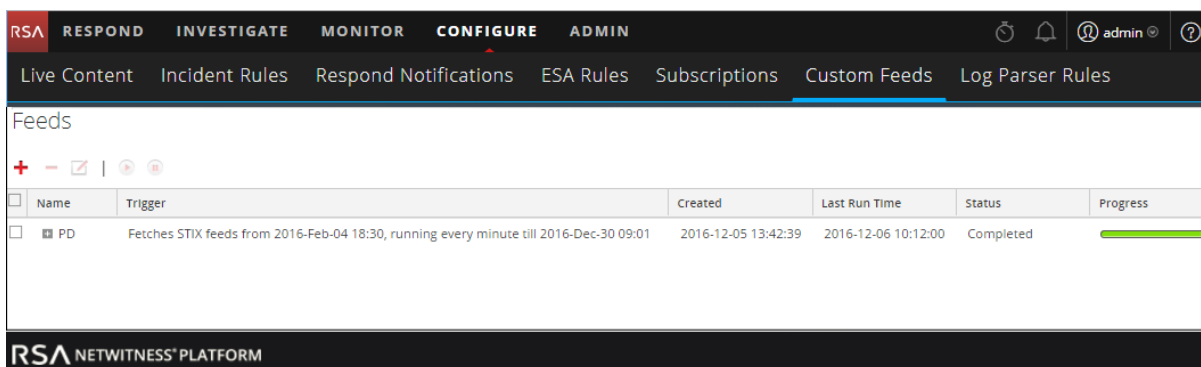 RSA RESPOND INVESTIGATE MONITOR CONFIGURE ADMIN admin ?
Live Content Incident Rules Respond Notifications ESA Rules Subscriptions Custom Feeds Log Parser Rules
Feeds
Name Trigger Created Last Run Time Status Progress
PD Fetches STIX feeds from 2016-Feb-04 18:30, running every minute till 2016-Dec-30 09:01 2016-12-05 13:42:39 2016-12-06 10:12:00 Completed
RSA NETWITNESS® PLATFORM